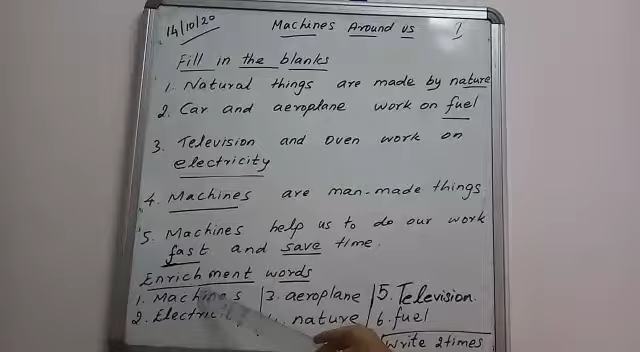 14/10/20 Machines Around us 1
Fill in the blanks
1. Natural things are made by nature
2. Car and aeroplane work on fuel
3. Television and oven work on
electricity
4. Machines are man-made things
5. Machines help us to do our work
fast and save time.
Enrichment words
1. Machines 3. aeroplane 5. Television.
2. Electricity nature 6. fuel
Write 2times